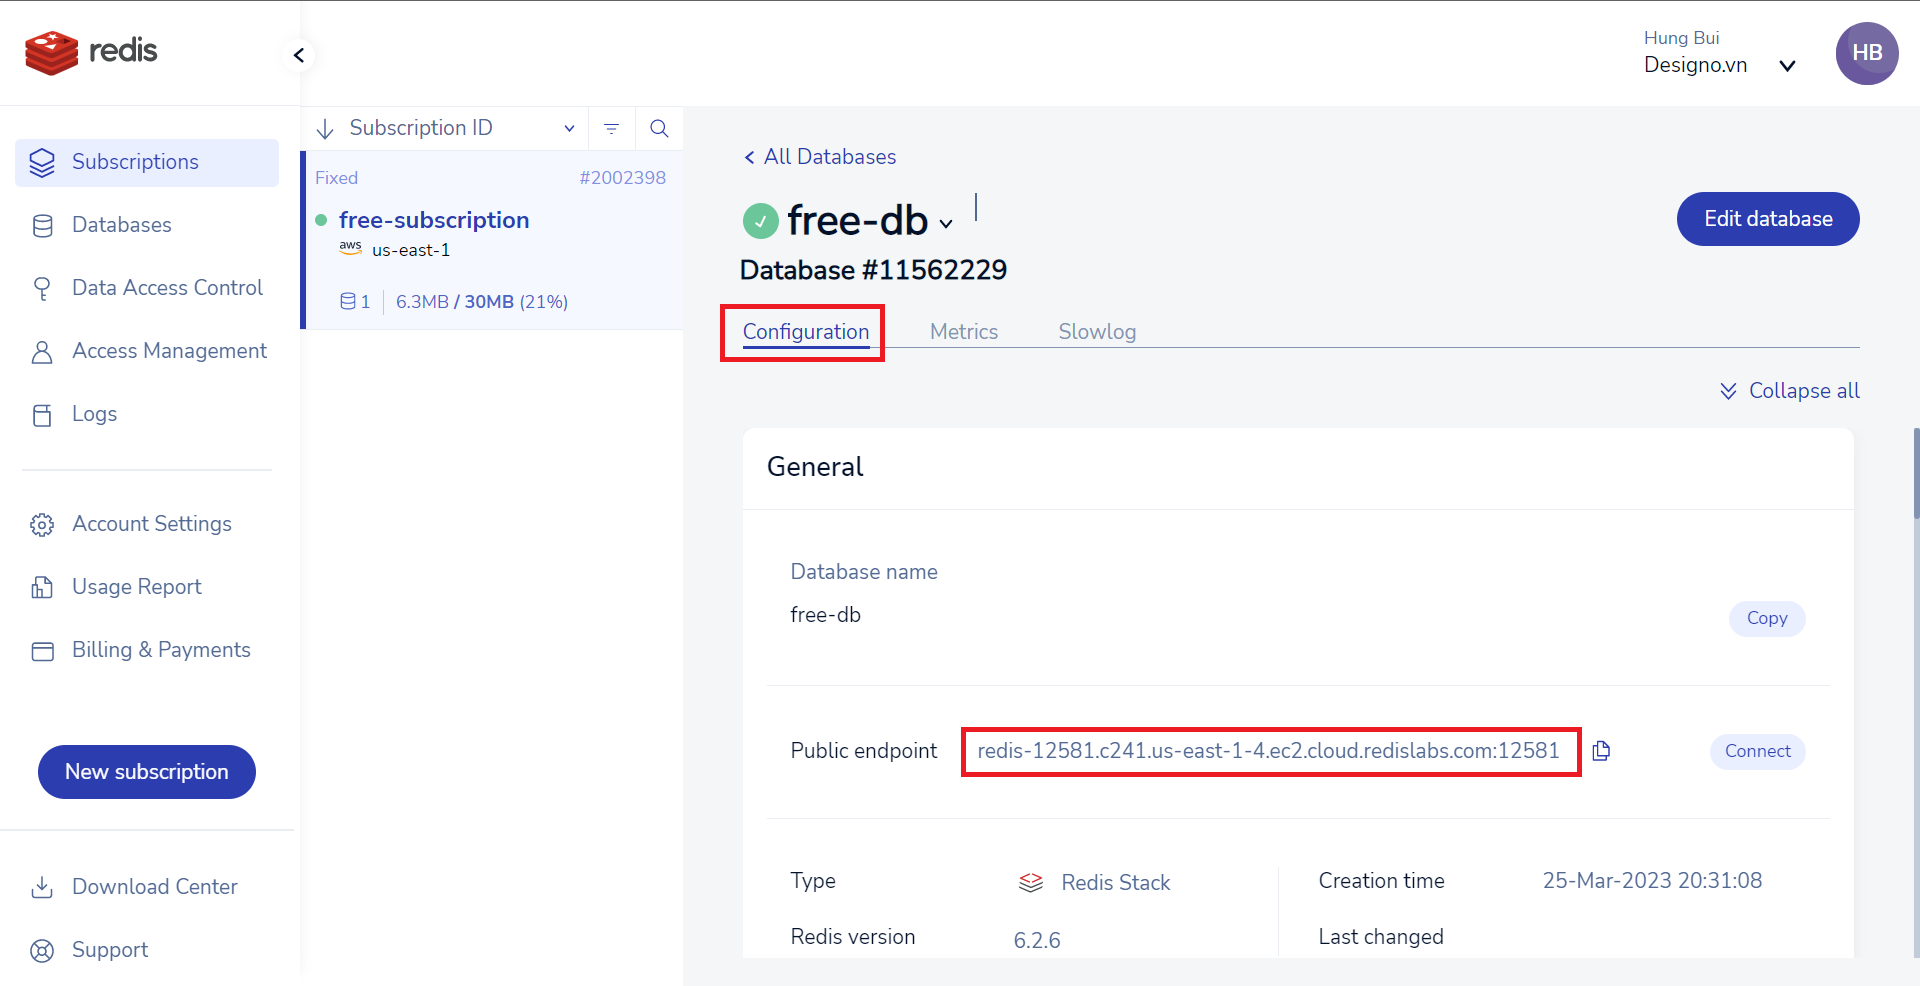 redis
Hung Bui
Designo.vn
HB
Subscriptions
Databases
Data Access Control
Access Management
Logs
Account Settings
Usage Report
Billing & Payments
New subscription
Download Center
Support
Subscription ID
Fixed #2002398
free-subscription
aws us-east-1
1 6.3MB / 30MB (21%)
All Databases
free-db
Edit database
Database #11562229
Configuration Metrics Slowlog
Collapse all
General
Database name
free-db
Copy
Public endpoint redis-12581.c241.us-east-1-4.ec2.cloud.redislabs.com:12581 Connect
Type Redis Stack Creation time 25-Mar-2023 20:31:08
Redis version 6.2.6 Last changed